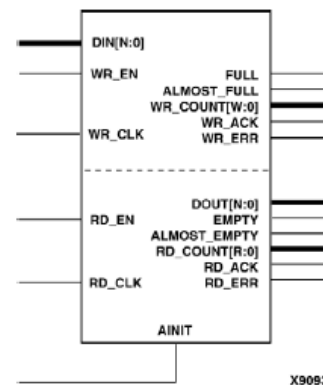 DIN[N:0]
WR_EN
FULL
ALMOST_FULL
WR_COUNT[W:0]
WR_ACK
WR_CLK
WR_ERR
DOUT[N:0]
RD_EN
EMPTY
ALMOST_EMPTY
RD_COUNT[R:0]
RD_ACK
RD_CLK
RD_ERR
AINIT